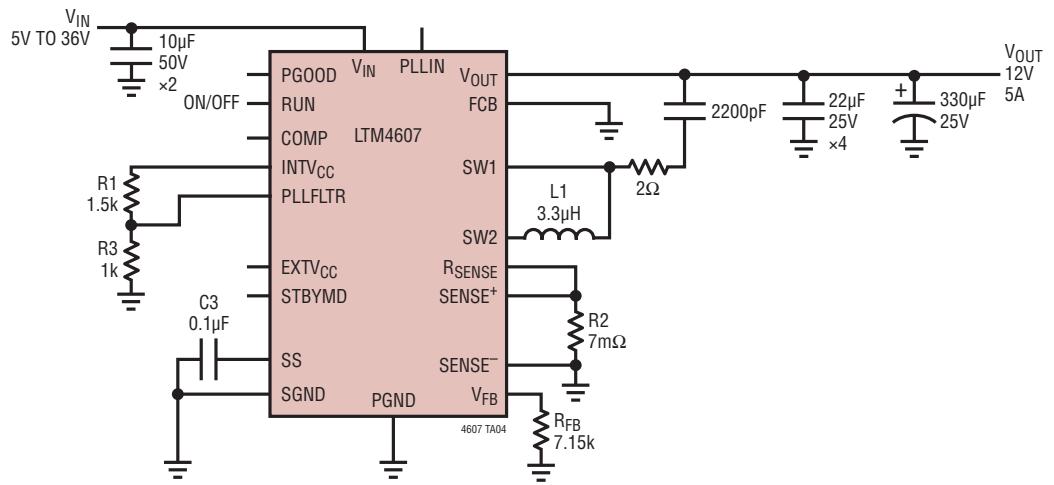 VIN
5V TO 36V
10µF
50V
×2
VIN
PLLIN
PGOOD
VOUT
VOUT
12V
5A
ON/OFF
RUN
FCB
2200pF
22µF
25V
×4
+
330µF
25V
COMP
LTM4607
INTVCC
SW1
2Ω
R1
1.5k
PLLFLTR
L1
3.3µH
SW2
R3
1k
EXTVCC
RSENSE
STBYMD
SENSE+
C3
0.1µF
R2
7mΩ
SS
SENSE–
SGND
PGND
VFB
RFB
7.15k
4607 TA04